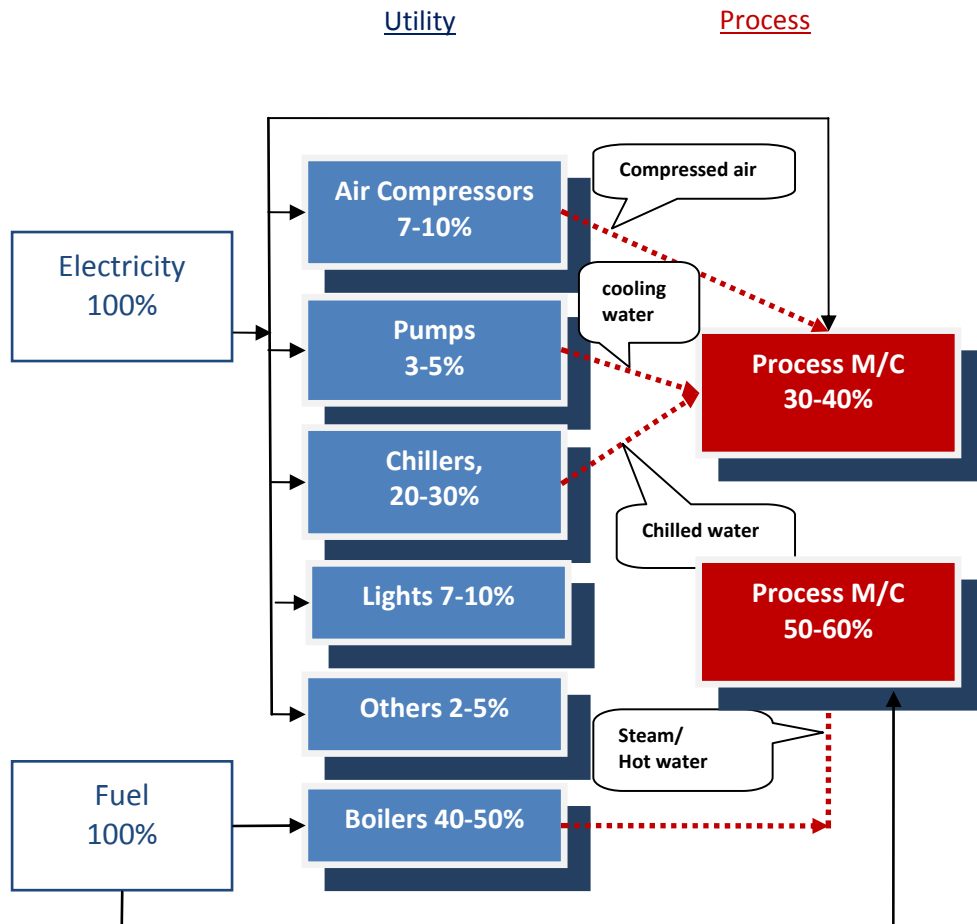 Utility
Process
Air Compressors
7-10%
Compressed air
Electricity
100%
cooling
water
Pumps
3-5%
Process M/C
30-40%
Chillers,
20-30%
Chilled water
Lights 7-10%
Process M/C
50-60%
Others 2-5%
Steam/
Hot water
Fuel
100%
Boilers 40-50%